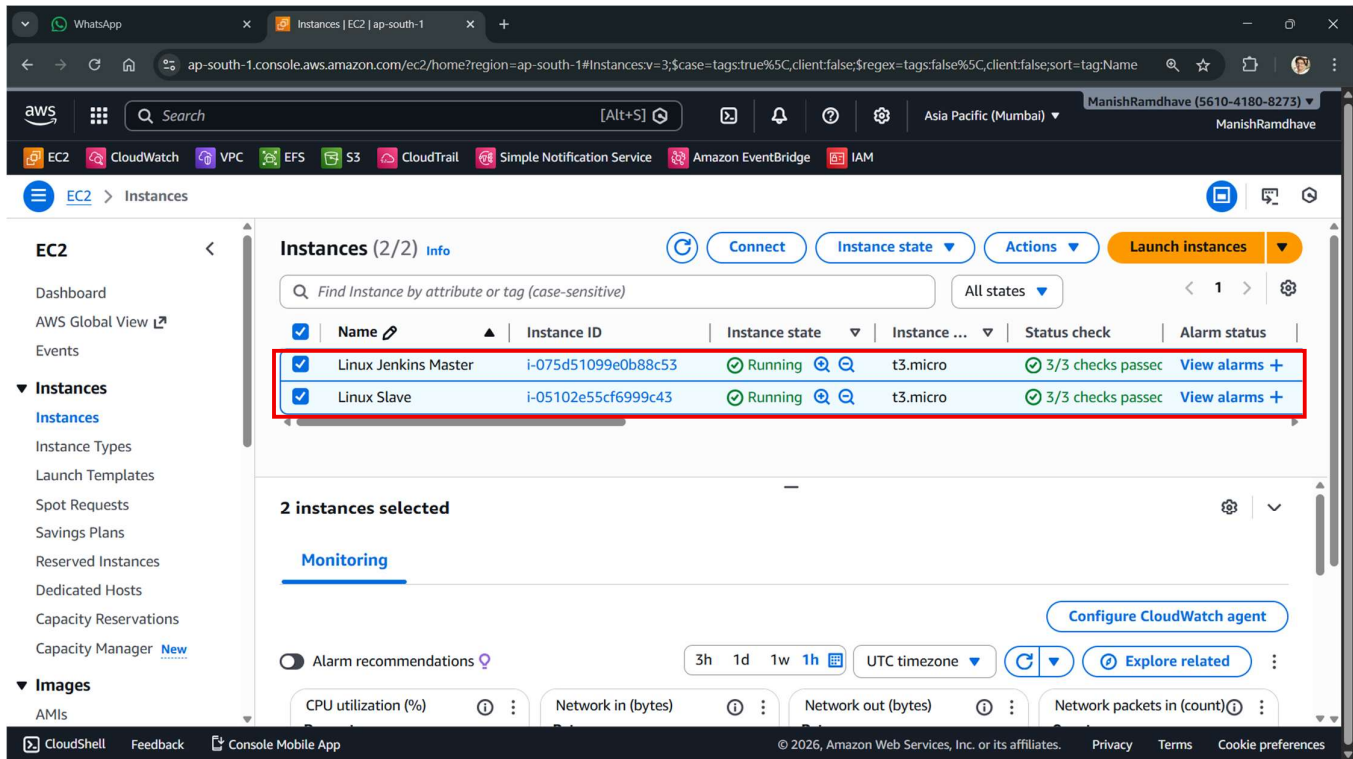 WhatsApp
Instances | EC2 | ap-south-1
ap-south-1.console.aws.amazon.com/ec2/home?region=ap-south-1#Instances:v=3;$case=tags:true%5C,client:false;$regex=tags:false%5C,client:false;sort=tag:Name
aws
Search [Alt+S]
Asia Pacific (Mumbai)
ManishRamdhave (5610-4180-8273)
ManishRamdhave
EC2 CloudWatch VPC EFS S3 CloudTrail Simple Notification Service Amazon EventBridge IAM
EC2 > Instances
EC2
Dashboard
AWS Global View
Events
Instances
Instances
Instance Types
Launch Templates
Spot Requests
Savings Plans
Reserved Instances
Dedicated Hosts
Capacity Reservations
Capacity Manager New
Images
AMIs
Instances (2/2) Info
Connect Instance state Actions Launch instances
Find Instance by attribute or tag (case-sensitive) All states 1
Name Instance ID Instance state Instance ... Status check Alarm status
Linux Jenkins Master i-075d51099e0b88c53 Running t3.micro 3/3 checks passec View alarms +
Linux Slave i-05102e55cf6999c43 Running t3.micro 3/3 checks passec View alarms +
2 instances selected
Monitoring
Configure CloudWatch agent
Alarm recommendations 3h 1d 1w 1h UTC timezone Explore related
CPU utilization (%) Network in (bytes) Network out (bytes) Network packets in (count)
CloudShell Feedback Console Mobile App © 2026, Amazon Web Services, Inc. or its affiliates. Privacy Terms Cookie preferences